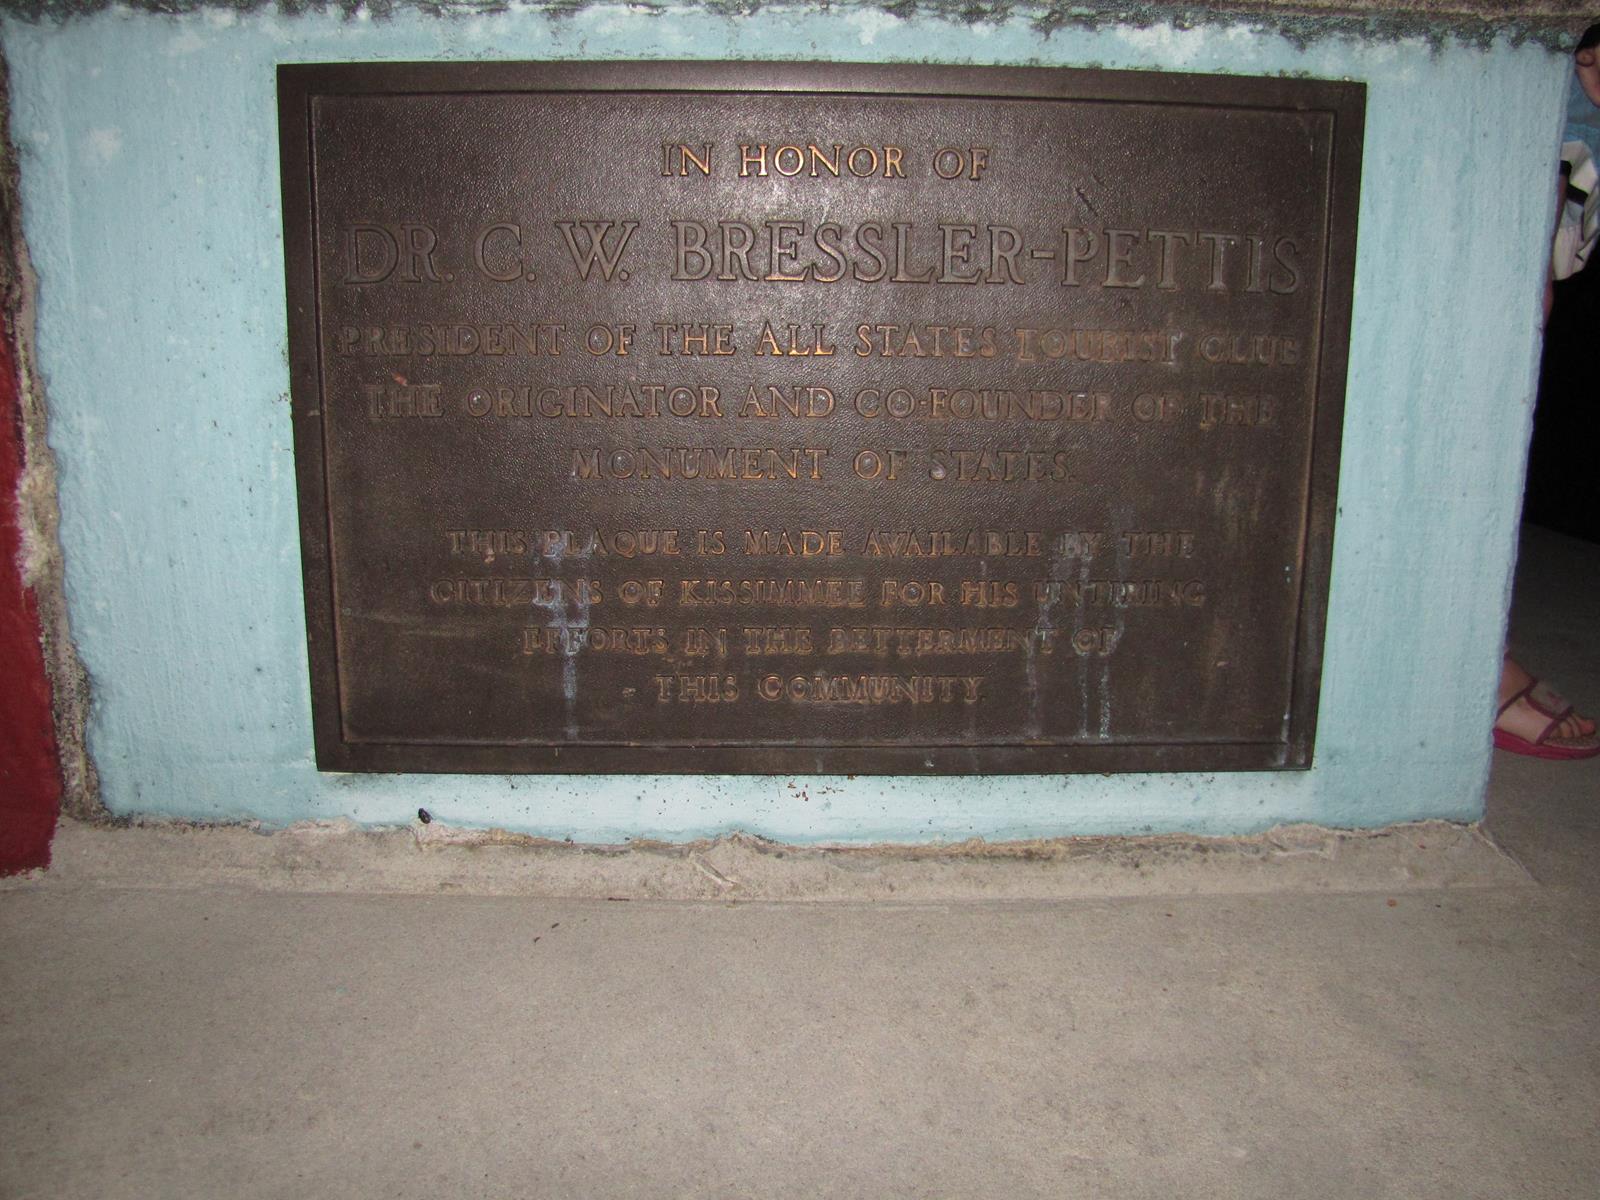 IN HONOR OF
DR. C. W. BRESSLER-PETTIS
PRESIDENT OF THE ALL STATES TOURIST CLUB
THE ORIGINATOR AND CO-FOUNDER OF THE
MONUMENT OF STATES.
THIS PLAQUE IS MADE AVAILABLE BY THE
CITIZENS OF KISSIMMEE FOR HIS UNTIRING
EFFORTS IN THE BETTERMENT OF
THIS COMMUNITY.